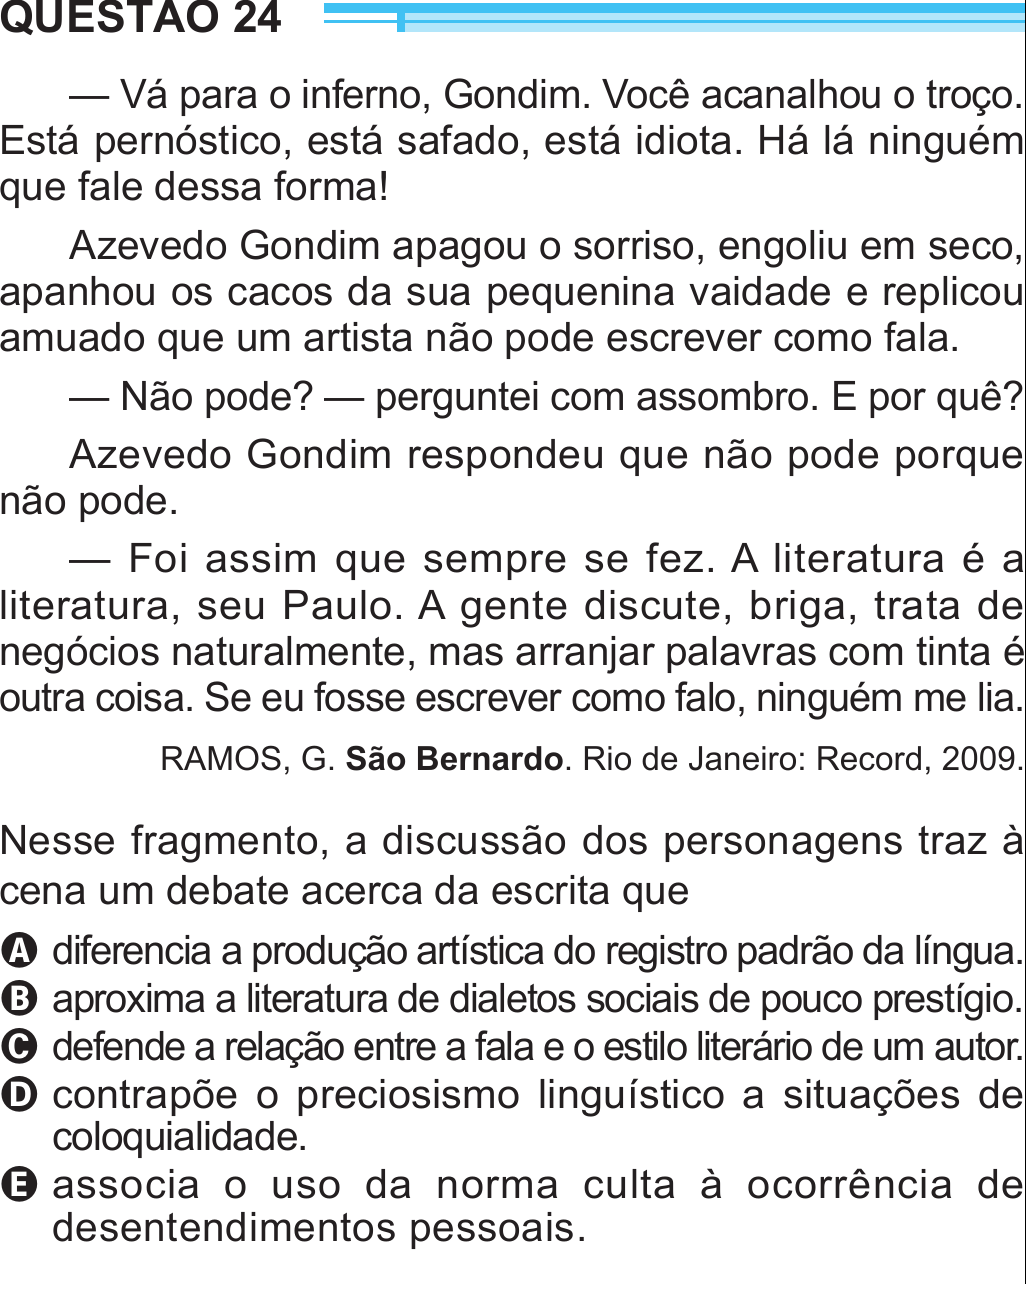 QUESTÃO 24
— Vá para o inferno, Gondim. Você acanalhou o troço.
Está pernóstico, está safado, está idiota. Há lá ninguém
que fale dessa forma!
Azevedo Gondim apagou o sorriso, engoliu em seco,
apanhou os cacos da sua pequenina vaidade e replicou
amuado que um artista não pode escrever como fala.
— Não pode? — perguntei com assombro. E por quê?
Azevedo Gondim respondeu que não pode porque
não pode.
— Foi assim que sempre se fez. A literatura é a
literatura, seu Paulo. A gente discute, briga, trata de
negócios naturalmente, mas arranjar palavras com tinta é
outra coisa. Se eu fosse escrever como falo, ninguém me lia.
RAMOS, G. São Bernardo. Rio de Janeiro: Record, 2009.
Nesse fragmento, a discussão dos personagens traz à
cena um debate acerca da escrita que
A diferencia a produção artística do registro padrão da língua.
B aproxima a literatura de dialetos sociais de pouco prestígio.
C defende a relação entre a fala e o estilo literário de um autor.
D contrapõe o preciosismo linguístico a situações de
coloquialidade.
E associa o uso da norma culta à ocorrência de
desentendimentos pessoais.